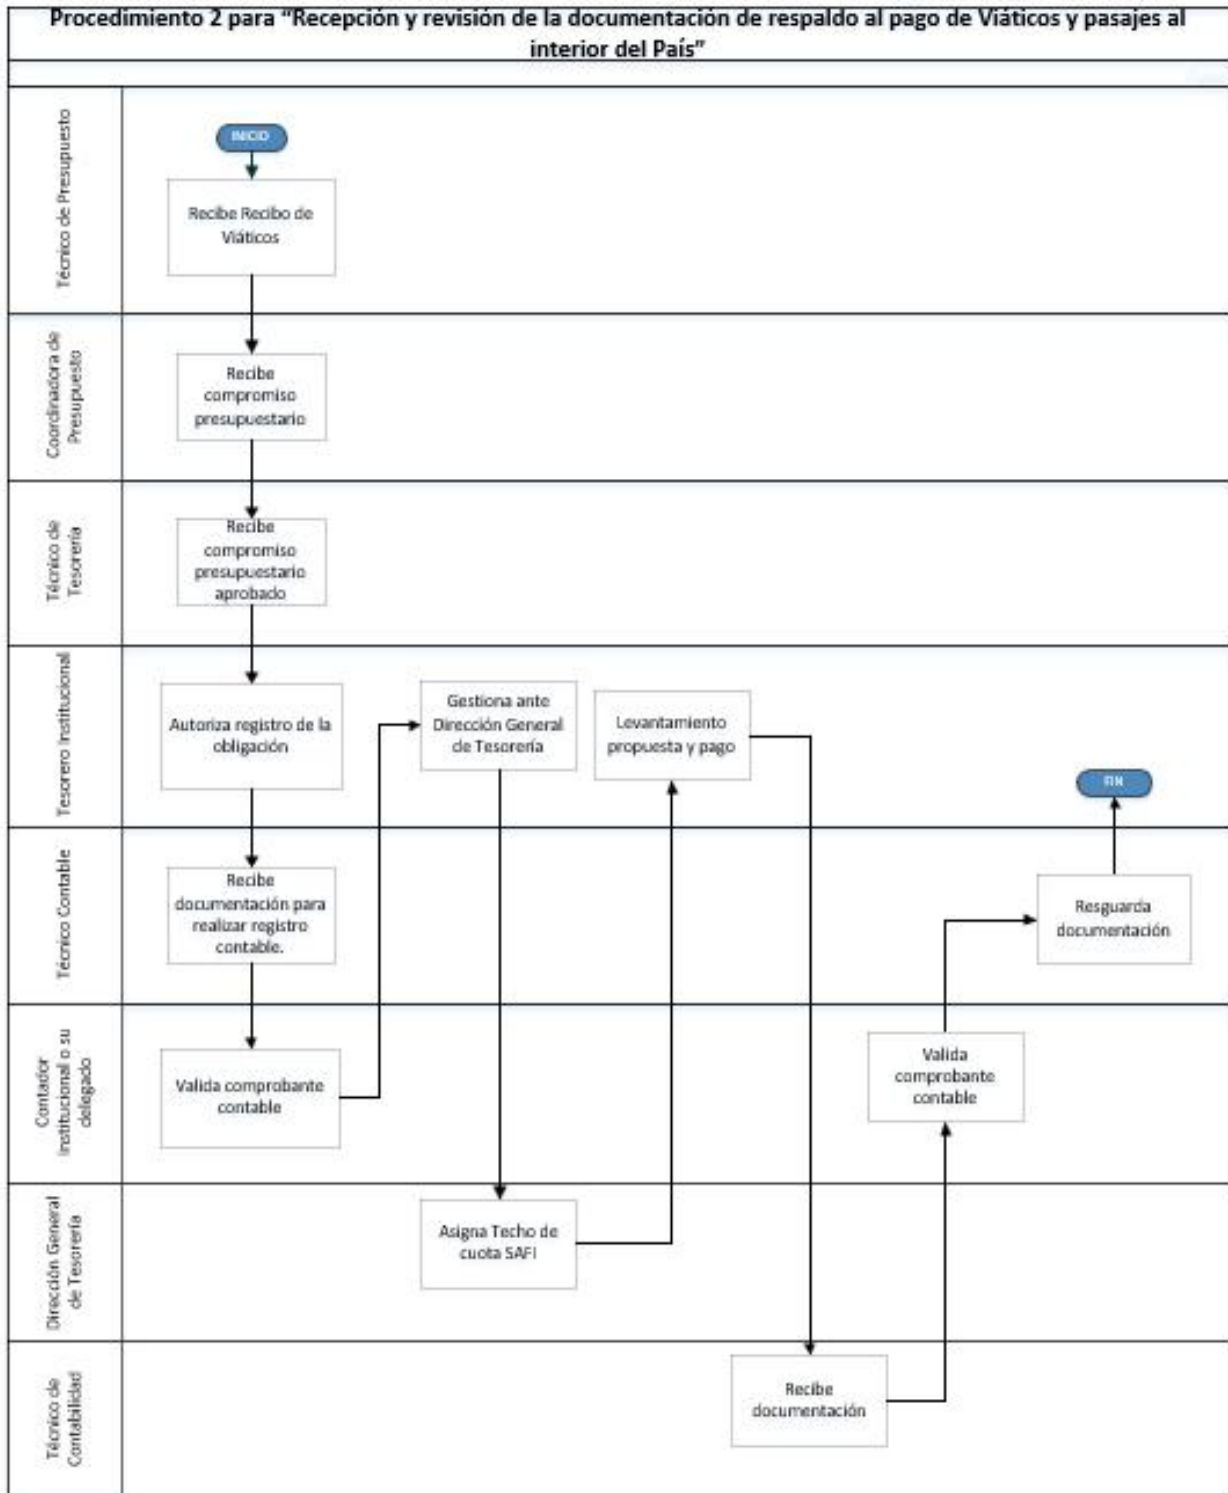 Procedimiento 2 para “Recepción y revisión de la documentación de respaldo al pago de Viáticos y pasajes al
interior del País”
Técnico de Presupuesto
INICIO
Recibe Recibo de
Viáticos
Coordinadora de
Presupuesto
Recibe
compromiso
presupuestario
Técnico de
Tesorería
Recibe
compromiso
presupuestario
aprobado
Tesorero Institucional
Autoriza registro de la
obligación
Gestiona ante
Dirección General
de Tesorería
Levantamiento
propuesta y pago
FIN
Técnico Contable
Recibe
documentación para
realizar registro
contable.
Resguarda
documentación
Contador
institucional o su
delegado
Valida comprobante
contable
Valida
comprobante
contable
Dirección General
de Tesorería
Asigna Techo de
cuota SAFI
Técnico de
Contabilidad
Recibe
documentación